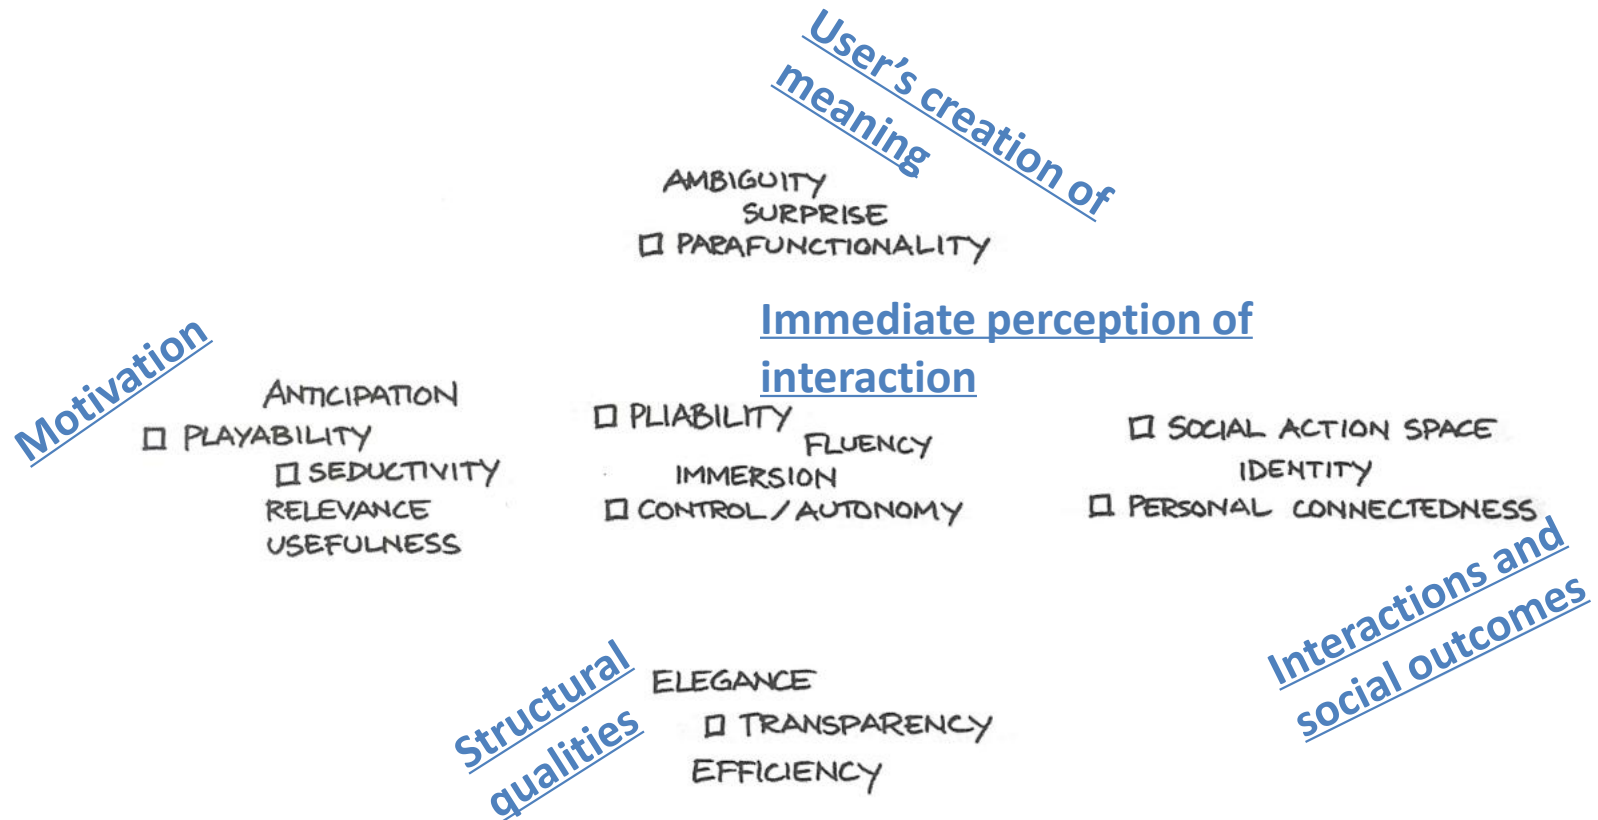 User's creation of
meaning
AMBIGUITY
SURPRISE
PARAFUNCTIONALITY
Immediate perception of
interaction
PLIABILITY
FLUENCY
IMMERSION
CONTROL/AUTONOMY
Motivation
ANTICIPATION
PLAYABILITY
SEDUCTIVITY
RELEVANCE
USEFULNESS
SOCIAL ACTION SPACE
IDENTITY
PERSONAL CONNECTEDNESS
Interactions and
social outcomes
Structural
qualities
ELEGANCE
TRANSPARENCY
EFFICIENCY